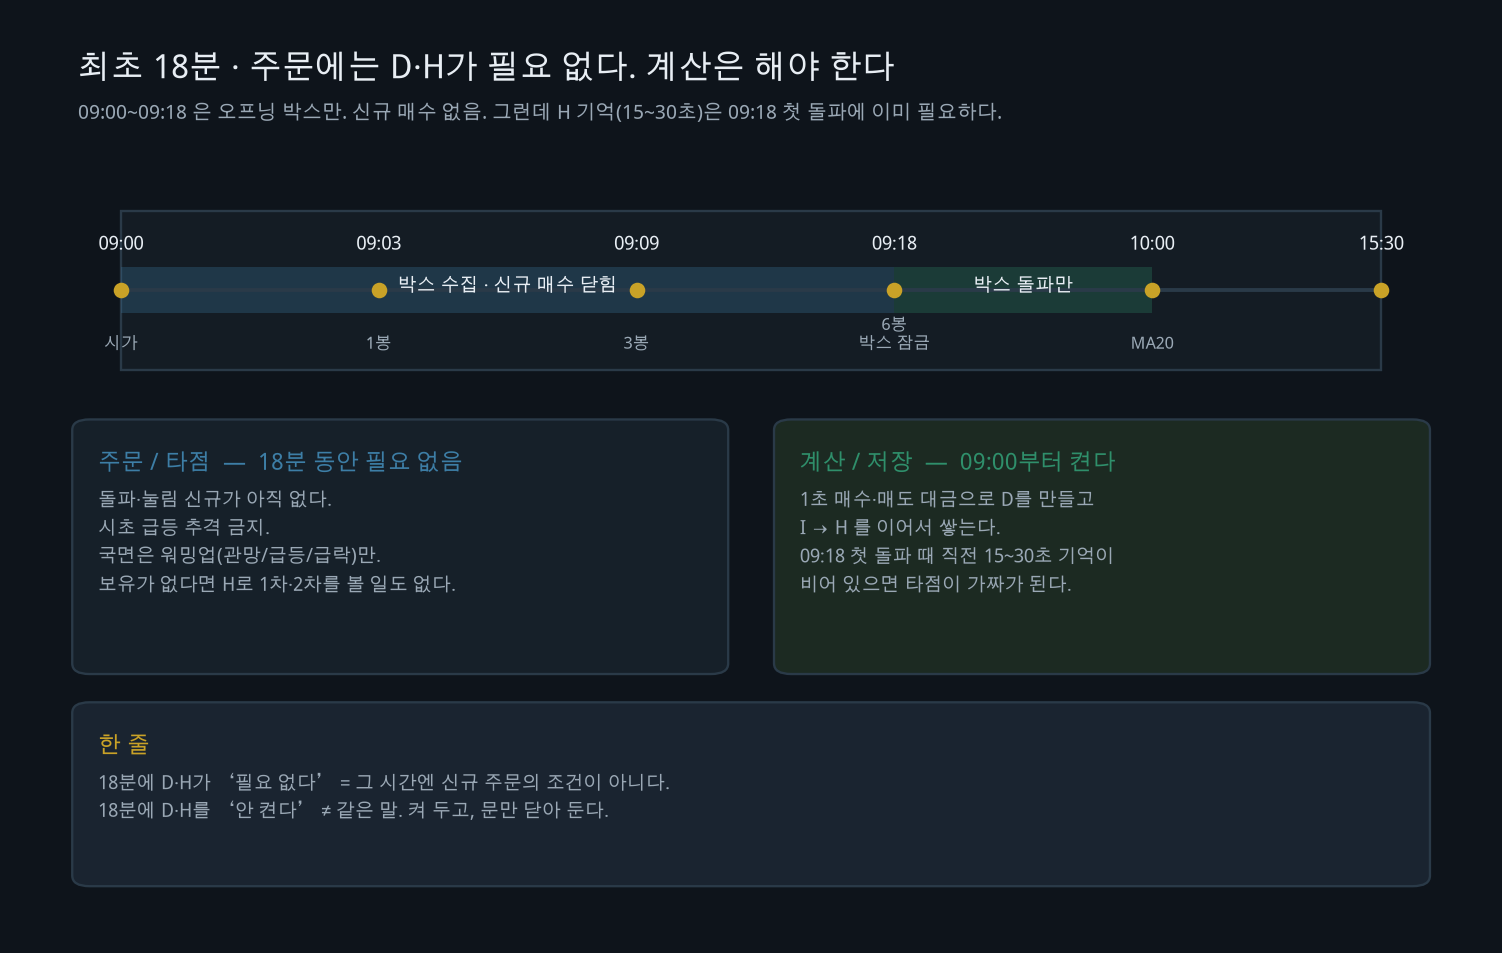 최초 18분 · 주문에는 D·H가 필요 없다. 계산은 해야 한다
09:00~09:18 은 오프닝 박스만. 신규 매수 없음. 그런데 H 기억(15~30초)은 09:18 첫 돌파에 이미 필요하다.
09:00 09:03 09:09 09:18 10:00 15:30
박스 수집 · 신규 매수 닫힘 박스 돌파만
시가 1봉 3봉 6봉 MA20
박스 잠금
주문 / 타점 — 18분 동안 필요 없음
돌파·눌림 신규가 아직 없다.
시초 급등 추격 금지.
국면은 워밍업(관망/급등/급락)만.
보유가 없다면 H로 1차·2차를 볼 일도 없다.
계산 / 저장 — 09:00부터 켠다
1초 매수·매도 대금으로 D를 만들고
I → H 를 이어서 쌓는다.
09:18 첫 돌파 때 직전 15~30초 기억이
비어 있으면 타점이 가짜가 된다.
한 줄
18분에 D·H가 ‘필요 없다’ = 그 시간엔 신규 주문의 조건이 아니다.
18분에 D·H를 ‘안 켠다’ ≠ 같은 말. 켜 두고, 문만 닫아 둔다.